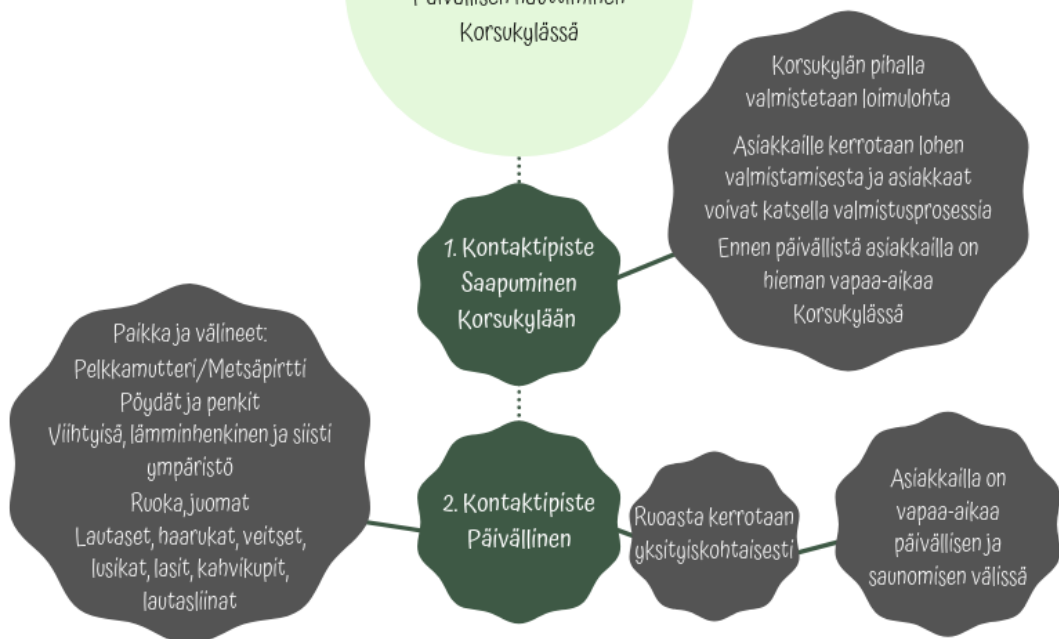 Korsukylässä
Korsukylän pihalla
valmistetaan loimulohta
Asiakkaille kerrotaan lohen
valmistamisesta ja asiakkaat
voivat katsella valmistusprosessia
Ennen päivällistä asiakkailla on
hieman vapaa-aikaa
Korsukylässä
1. Kontaktipiste
Saapuminen
Korsukylään
Paikka ja välineet:
Pelkkamutteri/Metsäpirtti
Pöydät ja penkit
Viihtyisä, lämminhenkinen ja siisti
ympäristö
Ruoka, juomat
Lautaset, haarukat, veitset,
lusikat, lasit, kahvikupit,
lautasliinat
2. Kontaktipiste
Päivällinen
Ruoasta kerrotaan
yksityiskohtaisesti
Asiakkailla on
vapaa-aikaa
päivällisen ja
saunomisen välissä